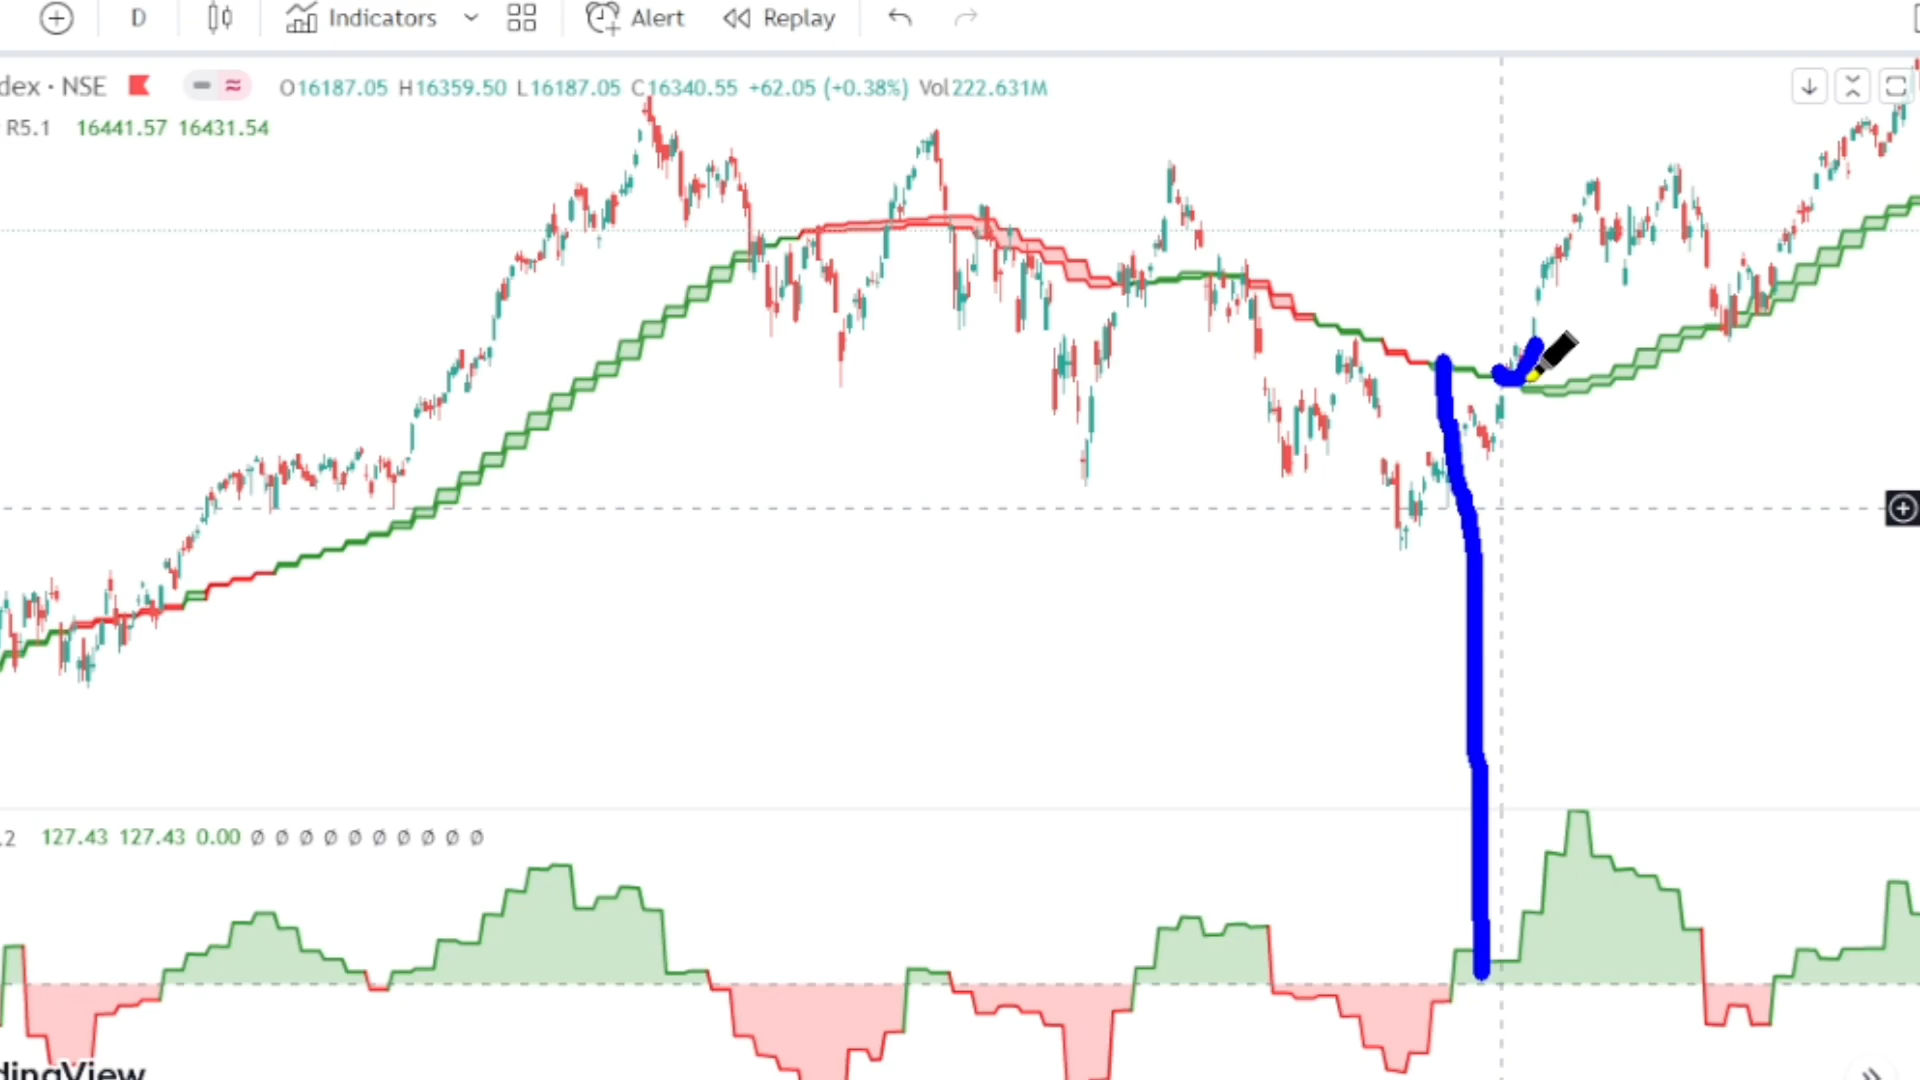 D Indicators Alert Replay
dex · NSE O16187.05 H16359.50 L16187.05 C16340.55 +62.05 (+0.38%) Vol222.631M
R5.1 16441.57 16431.54
.2 127.43 127.43 0.00 Ø Ø Ø Ø Ø Ø Ø Ø Ø Ø
dingView